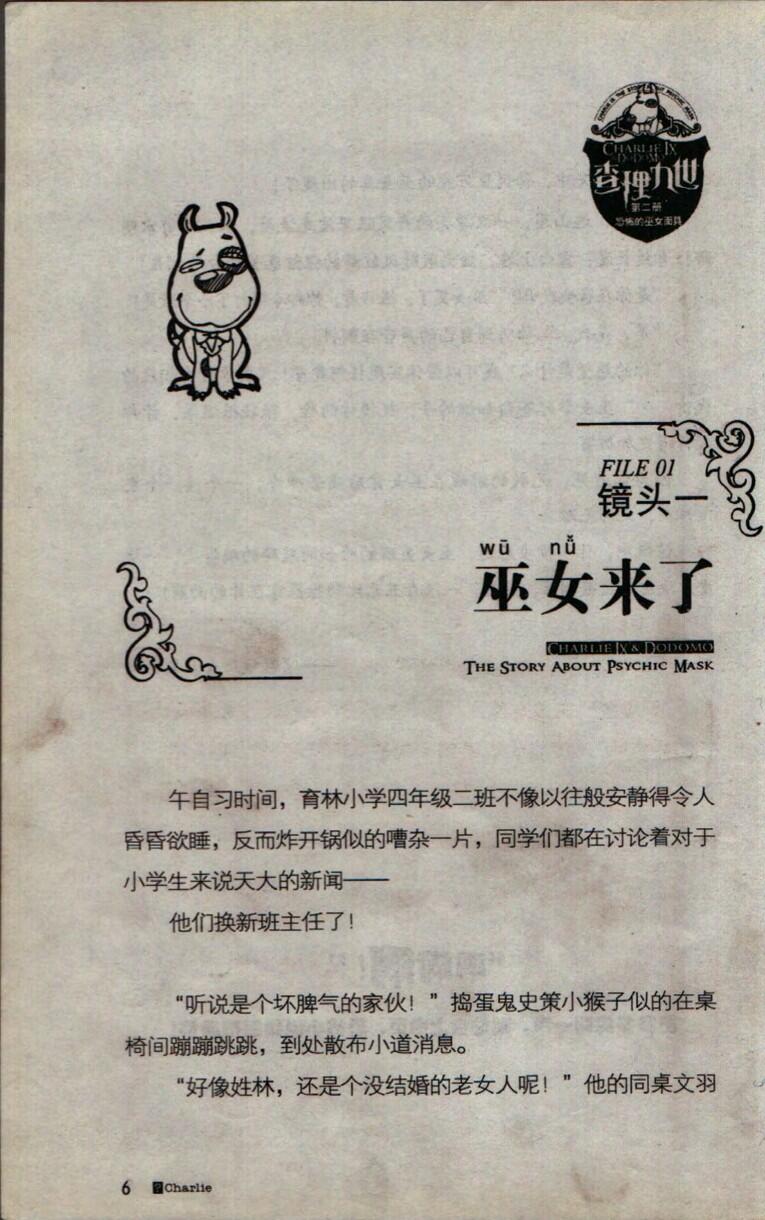 CHARLIE IX
DODOMO
查理九世
第二册
恐怖的巫女面具
FILE 01
镜头一
wū nǚ
巫女来了
CHARLIE IX & DODOMO
THE STORY ABOUT PSYCHIC MASK
午自习时间，育林小学四年级二班不像以往般安静得令人
昏昏欲睡，反而炸开锅似的嘈杂一片，同学们都在讨论着对于
小学生来说天大的新闻——
他们换新班主任了！
“听说是个坏脾气的家伙！”捣蛋鬼史策小猴子似的在桌
椅间蹦蹦跳跳，到处散布小道消息。
“好像姓林，还是个没结婚的老女人呢！”他的同桌文羽
6 Charlie